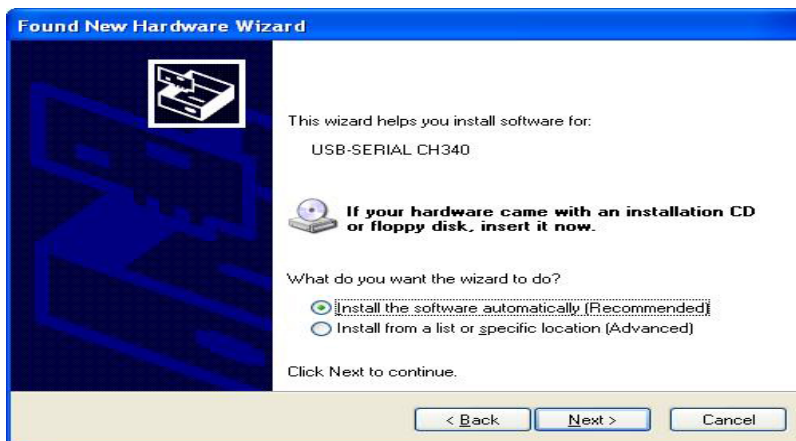 Found New Hardware Wizard
This wizard helps you install software for:
USB-SERIAL CH340
If your hardware came with an installation CD
or floppy disk, insert it now.
What do you want the wizard to do?
Install the software automatically (Recommended)
Install from a list or specific location (Advanced)
Click Next to continue.
< Back Next > Cancel